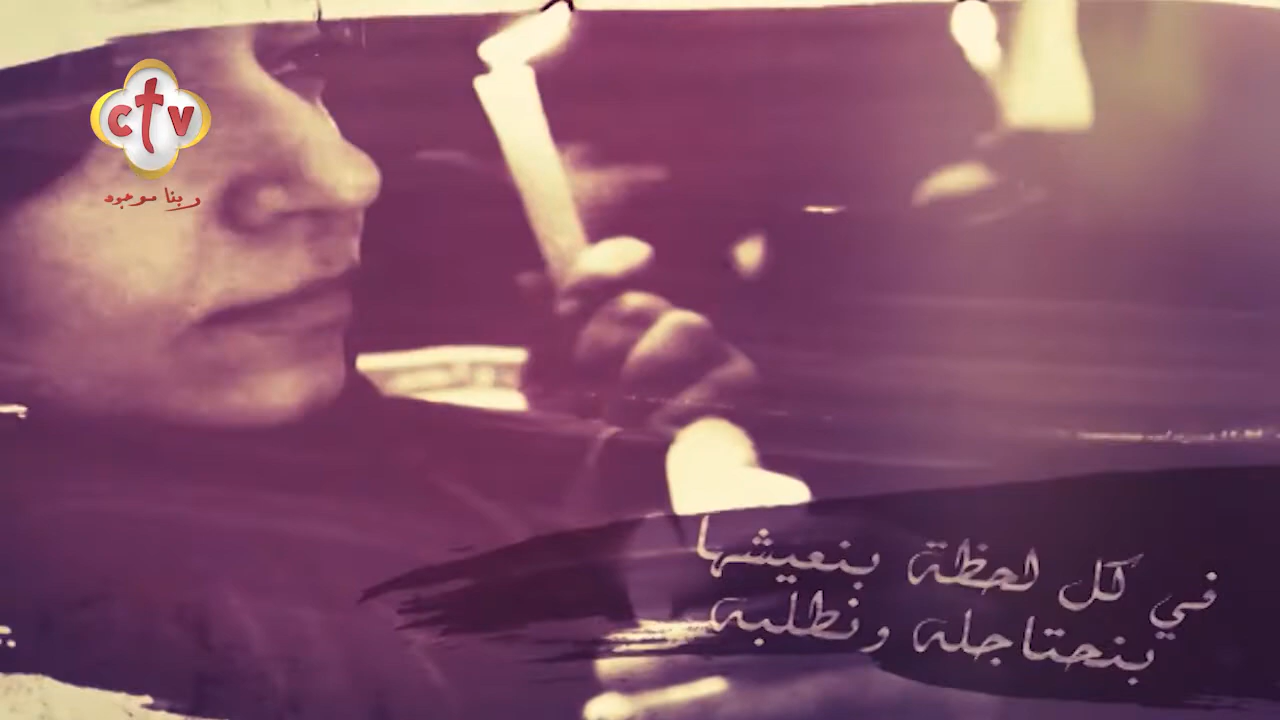 ctv
ربنا موجود
في كل لحظة بنعيشها
بنحتاجله ونطلبه